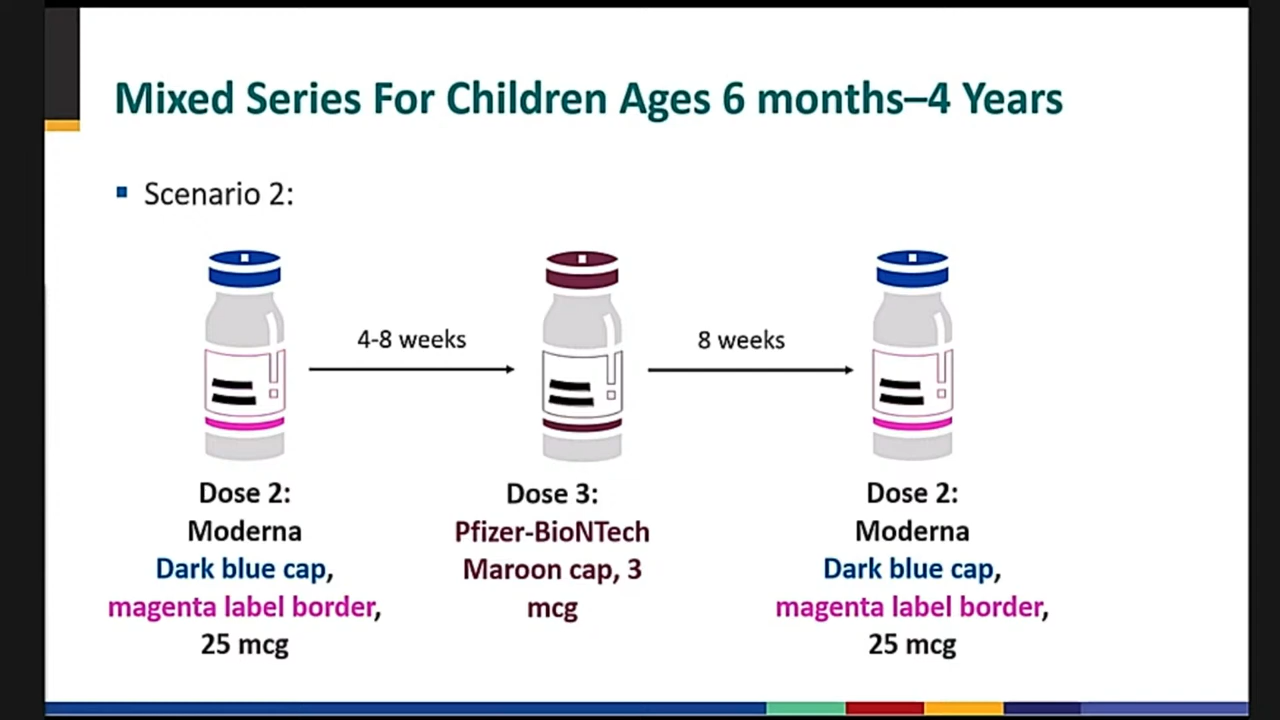 Mixed Series For Children Ages 6 months–4 Years
Scenario 2:
4-8 weeks
8 weeks
Dose 2:
Moderna
Dark blue cap,
magenta label border,
25 mcg
Dose 3:
Pfizer-BioNTech
Maroon cap, 3
mcg
Dose 2:
Moderna
Dark blue cap,
magenta label border,
25 mcg